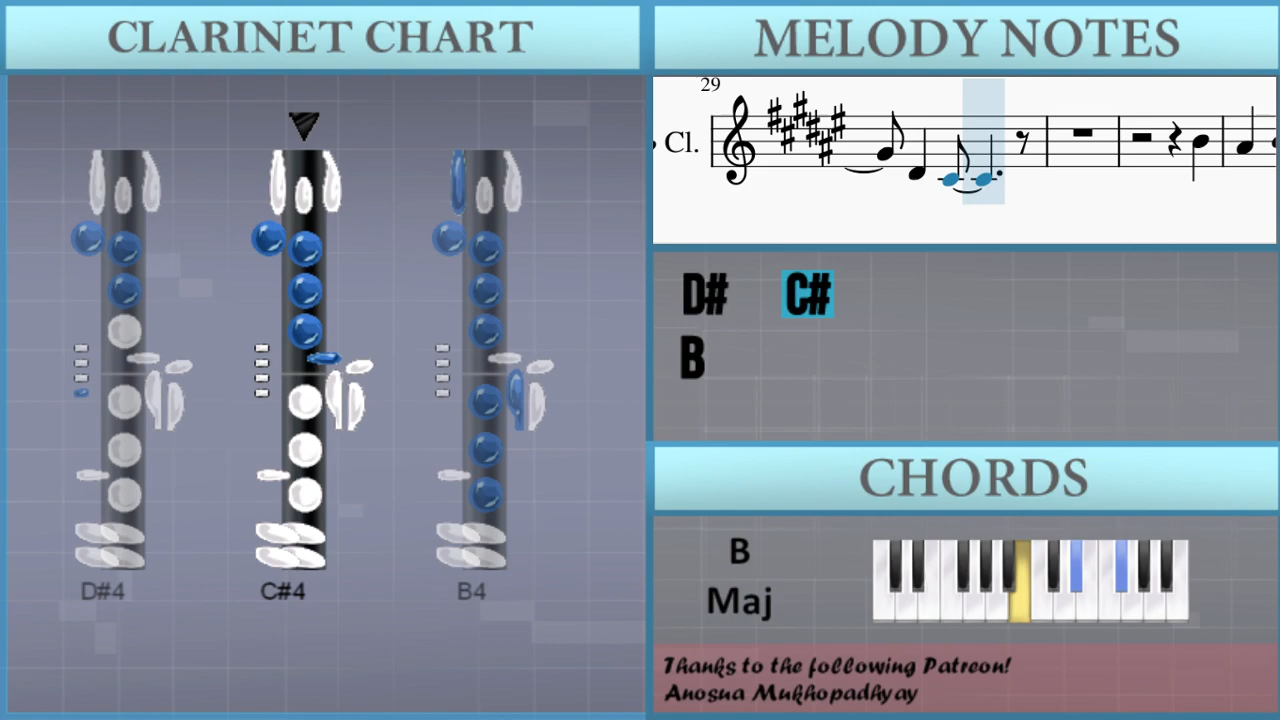 CLARINET CHART
D#4 C#4 B4
MELODY NOTES
29
Cl.
D# C#
B
CHORDS
B
Maj
Thanks to the following Patreon!
Anosua Mukhopadhyay